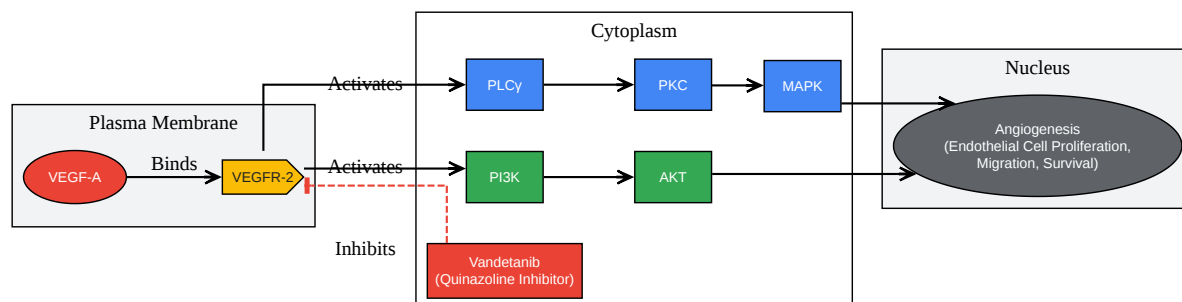 Cytoplasm
Nucleus
Plasma Membrane
Activates
PLCγ
PKC
MAPK
Angiogenesis
(Endothelial Cell Proliferation,
Migration, Survival)
VEGF-A
Binds
VEGFR-2
Activates
PI3K
AKT
Inhibits
Vandetanib
(Quinazoline Inhibitor)